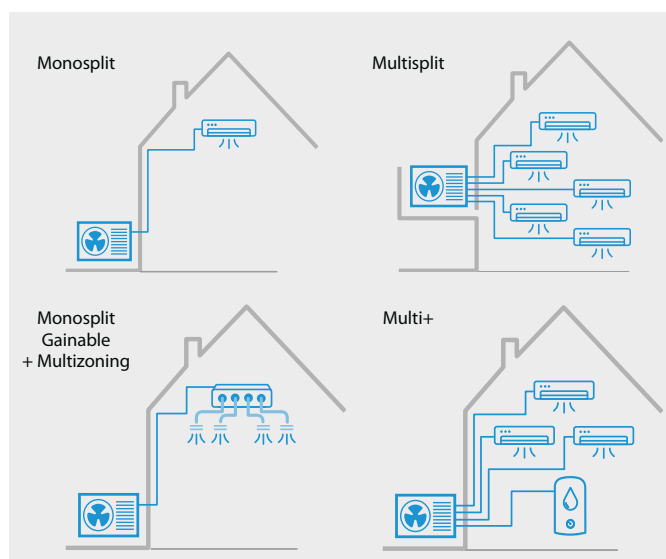 Monosplit
Multisplit
Monosplit
Gainable
+ Multizoning
Multi+